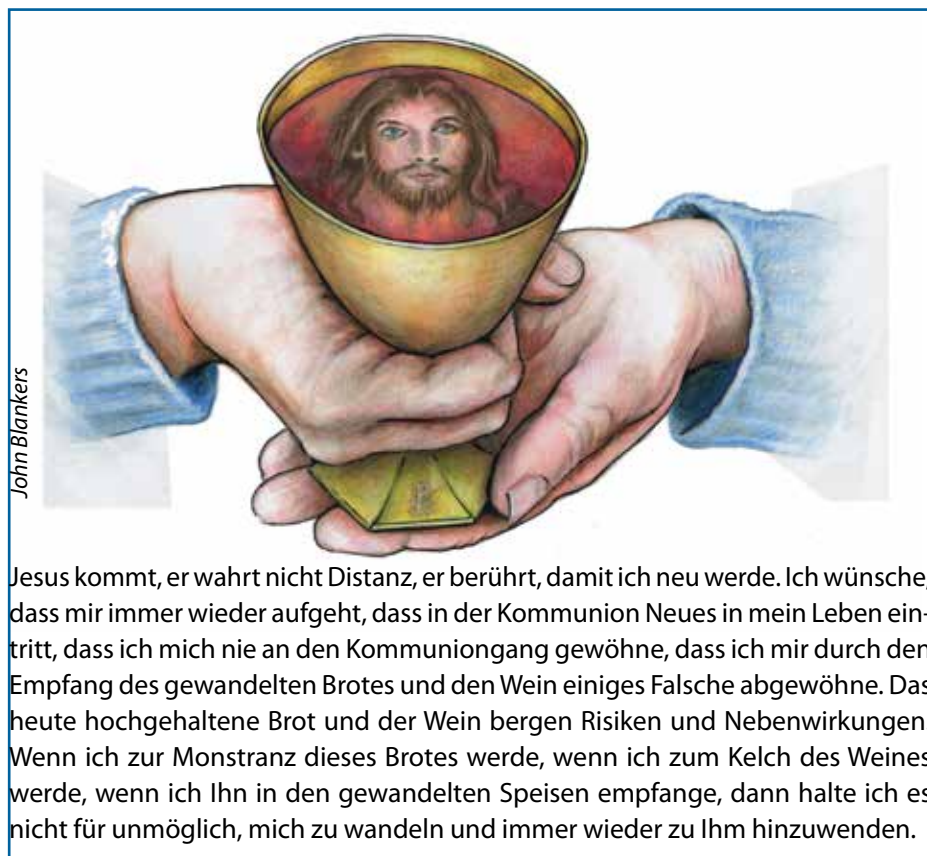 John Blankers
Jesus kommt, er wahrt nicht Distanz, er berührt, damit ich neu werde. Ich wünsche,
dass mir immer wieder aufgeht, dass in der Kommunion Neues in mein Leben ein-
tritt, dass ich mich nie an den Kommuniongang gewöhne, dass ich mir durch den
Empfang des gewandelten Brotes und den Wein einiges Falsche abgewöhne. Das
heute hochgehaltene Brot und der Wein bergen Risiken und Nebenwirkungen.
Wenn ich zur Monstranz dieses Brotes werde, wenn ich zum Kelch des Weines
werde, wenn ich Ihn in den gewandelten Speisen empfange, dann halte ich es
nicht für unmöglich, mich zu wandeln und immer wieder zu Ihm hinzuwenden.